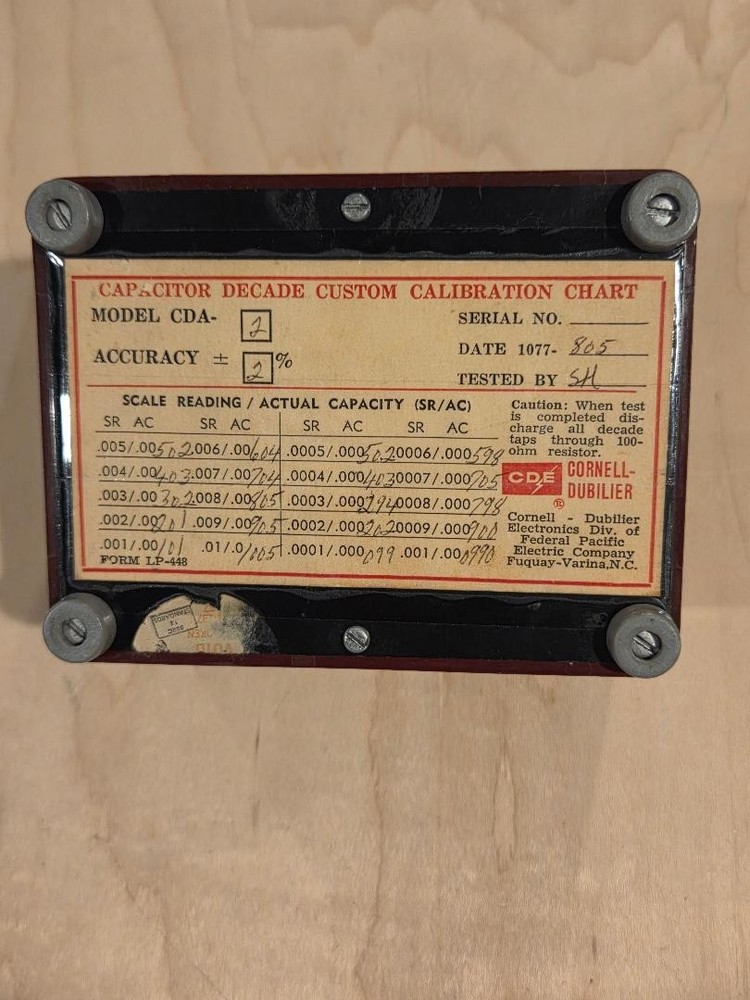 CAPACITOR DECADE CUSTOM CALIBRATION CHART
MODEL CDA- 2
SERIAL NO.
ACCURACY ± 2 %
DATE 1077- 805
TESTED BY SH
SCALE READING / ACTUAL CAPACITY (SR/AC)
SR AC SR AC SR AC SR AC
.005/.00502 .006/.00604 .0005/.000502 .0006/.000598
.004/.00403 .007/.00704 .0004/.000403 .0007/.000705
.003/.00302 .008/.00805 .0003/.000294 .0008/.000798
.002/.00201 .009/.00905 .0002/.000202 .0009/.000900
.001/.00101 .01/.01005 .0001/.000099 .001/.000990
FORM LP-448
Caution: When test
is completed dis-
charge all decade
taps through 100-
ohm resistor.
CDE
CORNELL-
DUBILIER
®
Cornell - Dubilier
Electronics Div. of
Federal Pacific
Electric Company
Fuquay-Varina,N.C.
STANDARDS
VOID